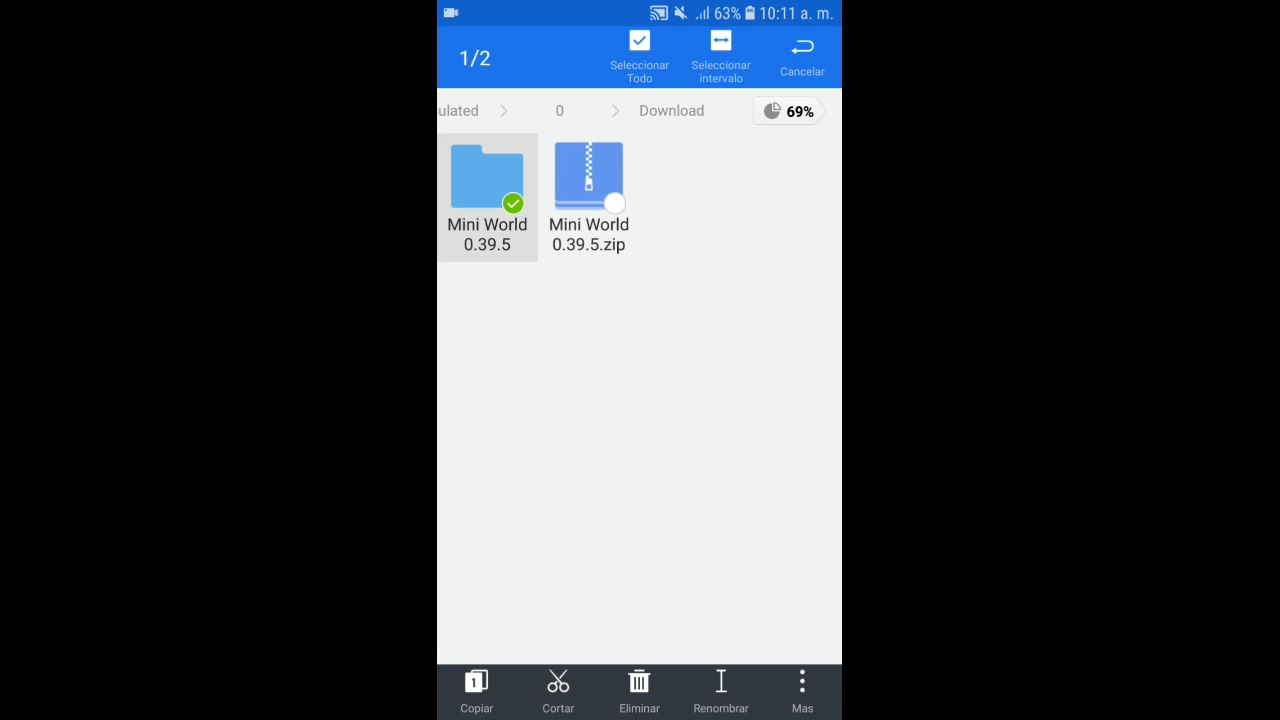 63% 10:11 a. m.
1/2
Seleccionar Todo
Seleccionar intervalo
Cancelar
ulated
0
Download
69%
Mini World
0.39.5
Mini World
0.39.5.zip
1
Copiar
Cortar
Eliminar
Renombrar
Mas